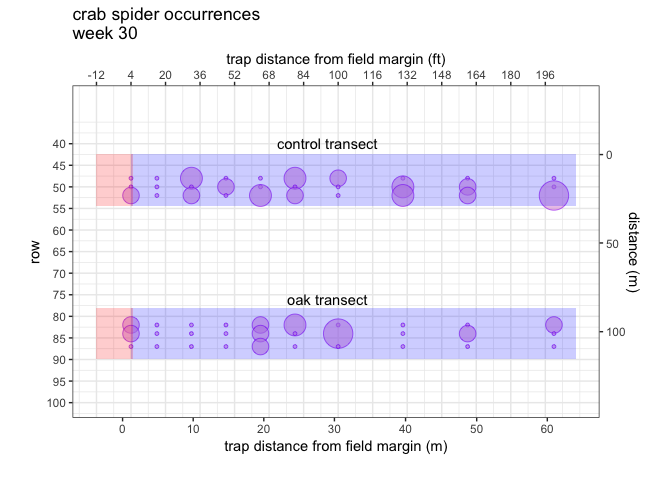 crab spider occurrences
week 30
trap distance from field margin (ft)
-12 4 20 36 52 68 84 100 116 132 148 164 180 196
control transect
40
45
50
55
60
65
70
75
80
85
90
95
100
row
0
50
100
distance (m)
oak transect
0 10 20 30 40 50 60
trap distance from field margin (m)